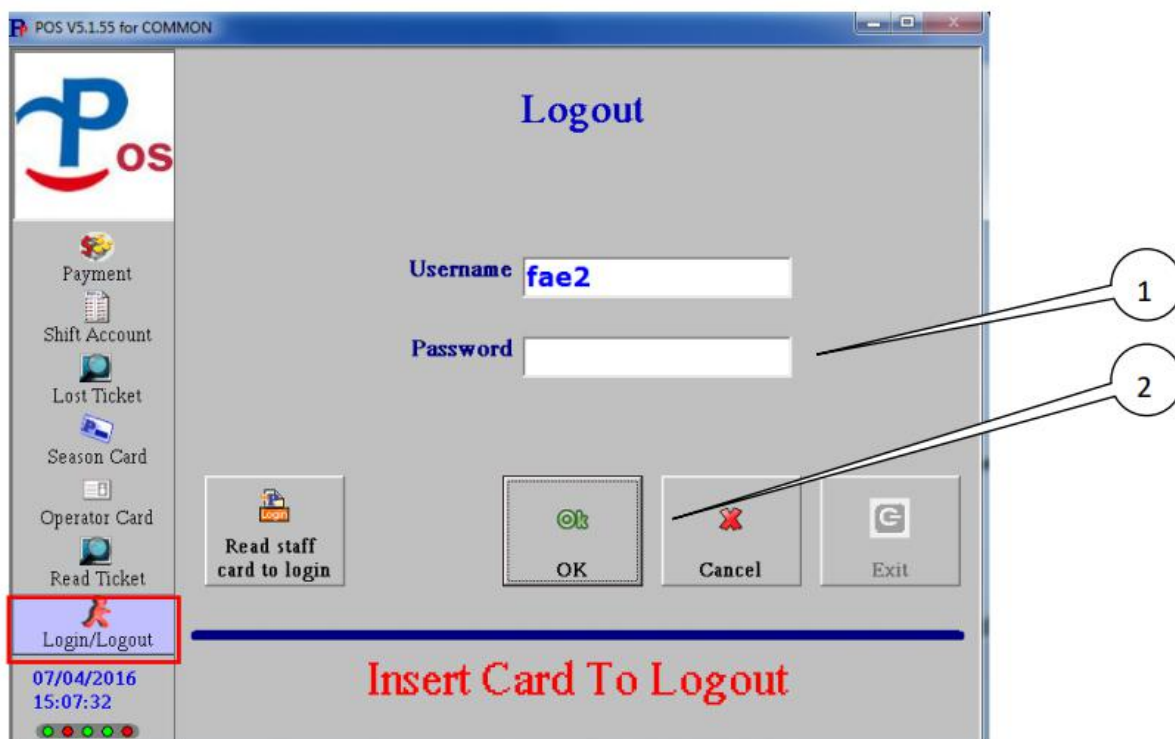 POS V5.1.55 for COMMON
Pos
Logout
Payment
Shift Account
Lost Ticket
Season Card
Operator Card
Read Ticket
Login/Logout
07/04/2016
15:07:32
Username fae2
Password
1
2
Login
Read staff
card to login
Ok
OK
Cancel
Exit
Insert Card To Logout